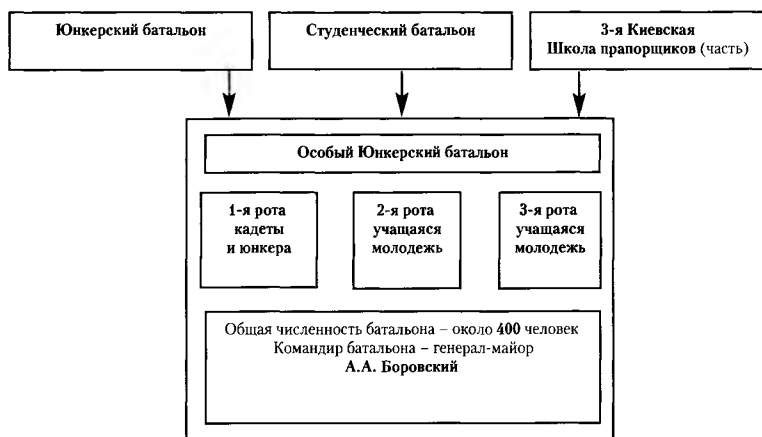 Юнкерский батальон
Студенческий батальон
3-я Киевская
Школа прапорщиков (часть)
Особый Юнкерский батальон
1-я рота
кадеты
и юнкера
2-я рота
учащаяся
молодежь
3-я рота
учащаяся
молодежь
Общая численность батальона – около 400 человек
Командир батальона – генерал-майор
А.А. Боровский